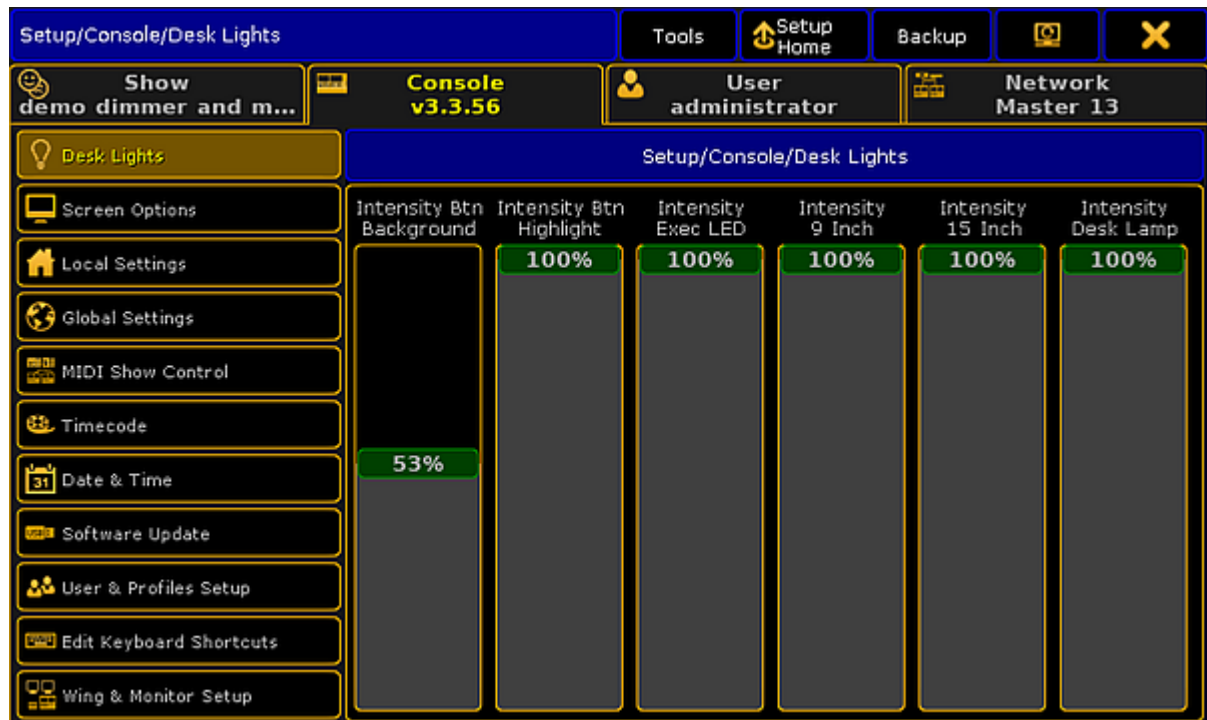 Setup/Console/Desk Lights
Tools
Setup
Home
Backup
Show
demo dimmer and m...
Console
v3.3.56
User
administrator
Network
Master 13
Desk Lights
Screen Options
Local Settings
Global Settings
MIDI Show Control
Timecode
31 Date & Time
Software Update
User & Profiles Setup
Edit Keyboard Shortcuts
Wing & Monitor Setup
Setup/Console/Desk Lights
Intensity Btn
Background
53%
Intensity Btn
Highlight
100%
Intensity
Exec LED
100%
Intensity
9 Inch
100%
Intensity
15 Inch
100%
Intensity
Desk Lamp
100%